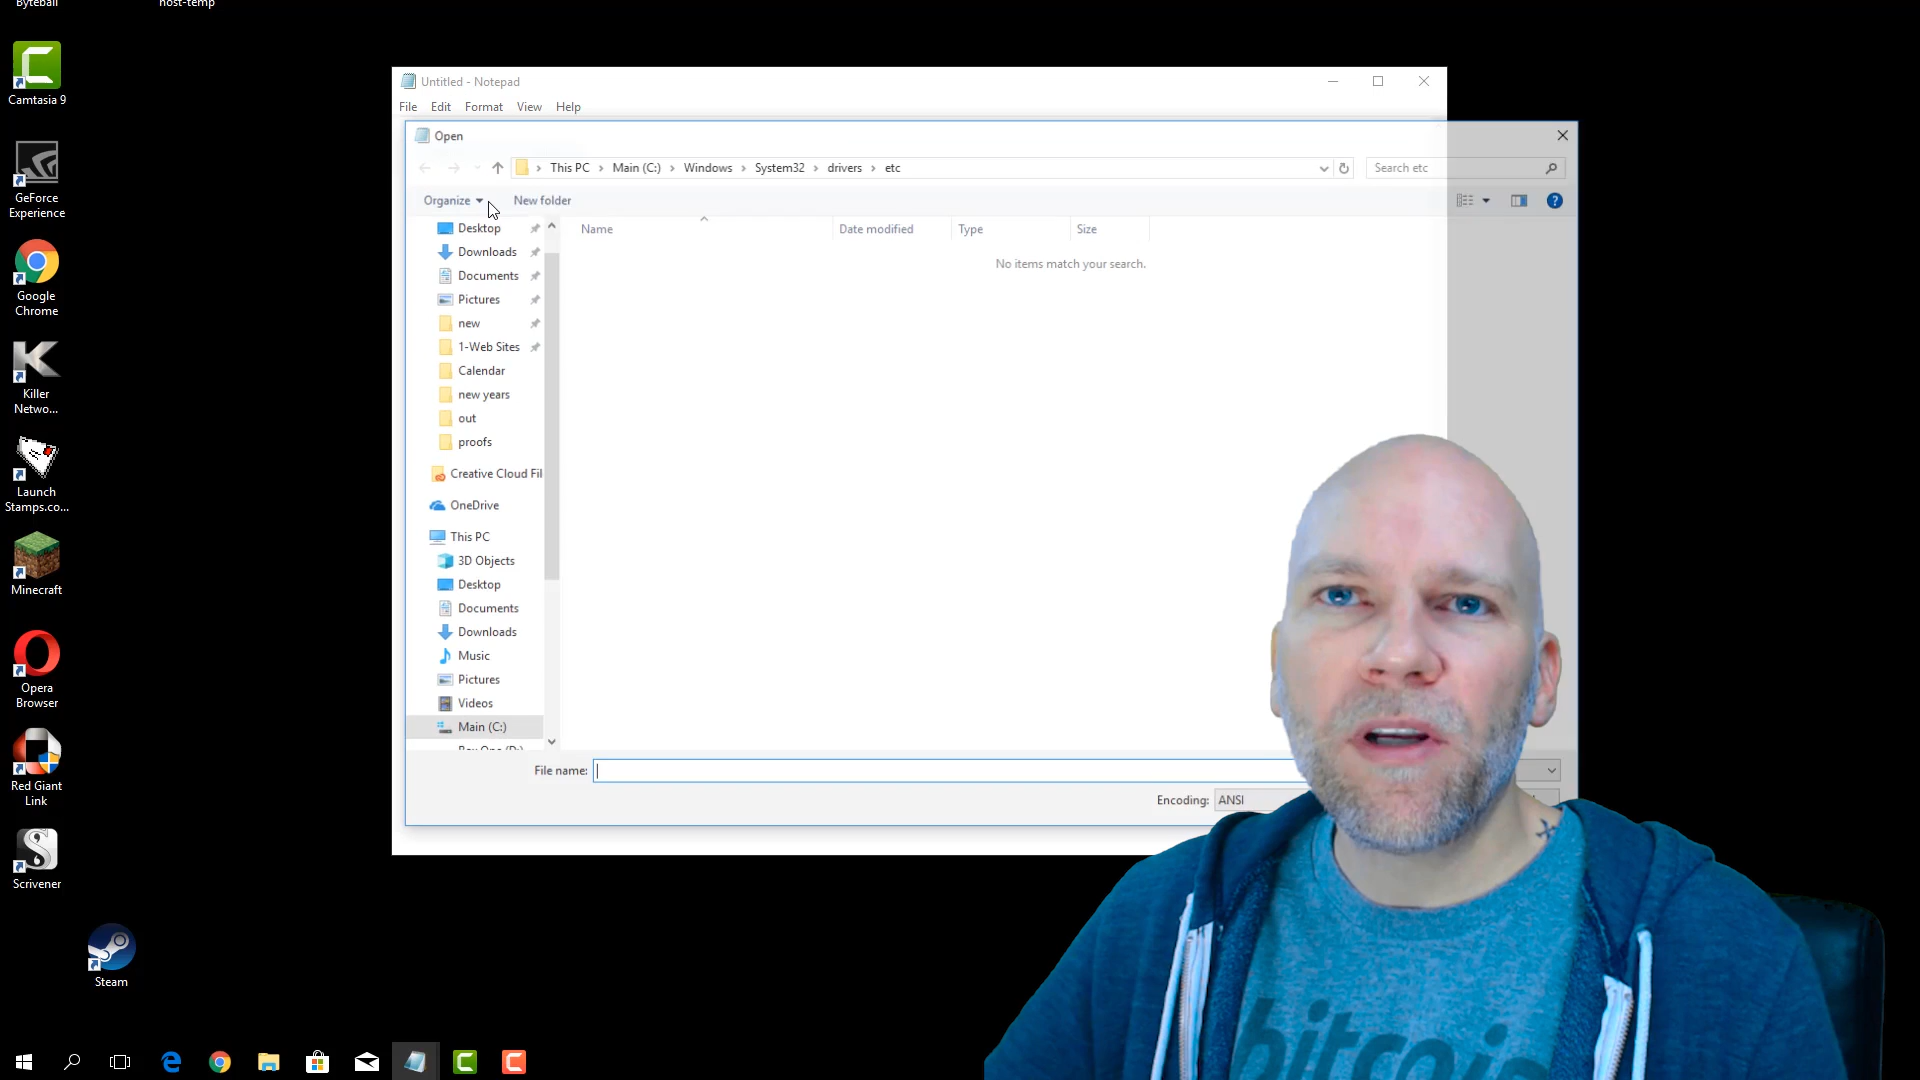 Byteball
host-temp
Camtasia 9
GeForce
Experience
Google
Chrome
Killer
Netwo...
Launch
Stamps.co...
Minecraft
Opera
Browser
Red Giant
Link
Scrivener
Steam
Untitled - Notepad
File Edit Format View Help
Open
This PC > Main (C:) > Windows > System32 > drivers > etc
Search etc
Organize New folder
Name Date modified Type Size
No items match your search.
Desktop
Downloads
Documents
Pictures
new
1-Web Sites
Calendar
new years
out
proofs
Creative Cloud Fil
OneDrive
This PC
3D Objects
Desktop
Documents
Downloads
Music
Pictures
Videos
Main (C:)
File name:
Encoding: ANSI
bitcoin